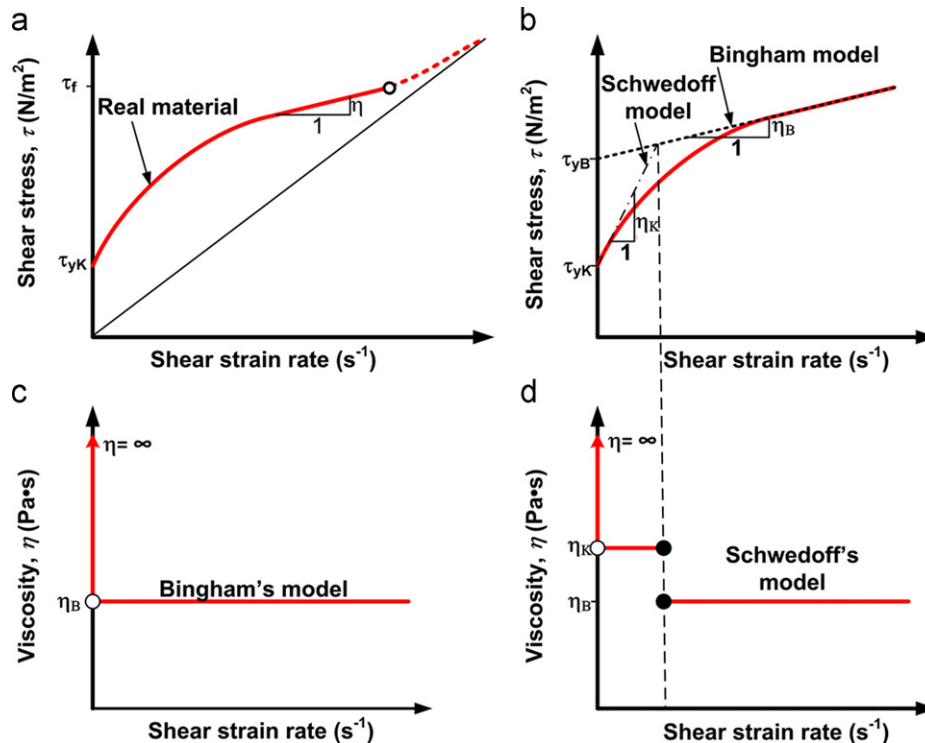 a
Shear stress, τ (N/m²)
τf
τyK
Real material
1
η
Shear strain rate (s⁻¹)
b
Shear stress, τ (N/m²)
τyB
τyK
Bingham model
Schwedoff
model
ηB
1
ηK
1
Shear strain rate (s⁻¹)
c
Viscosity, η (Pa•s)
η= ∞
ηB
Bingham's model
Shear strain rate (s⁻¹)
d
Viscosity, η (Pa•s)
η= ∞
ηK
ηB
Schwedoff's
model
Shear strain rate (s⁻¹)